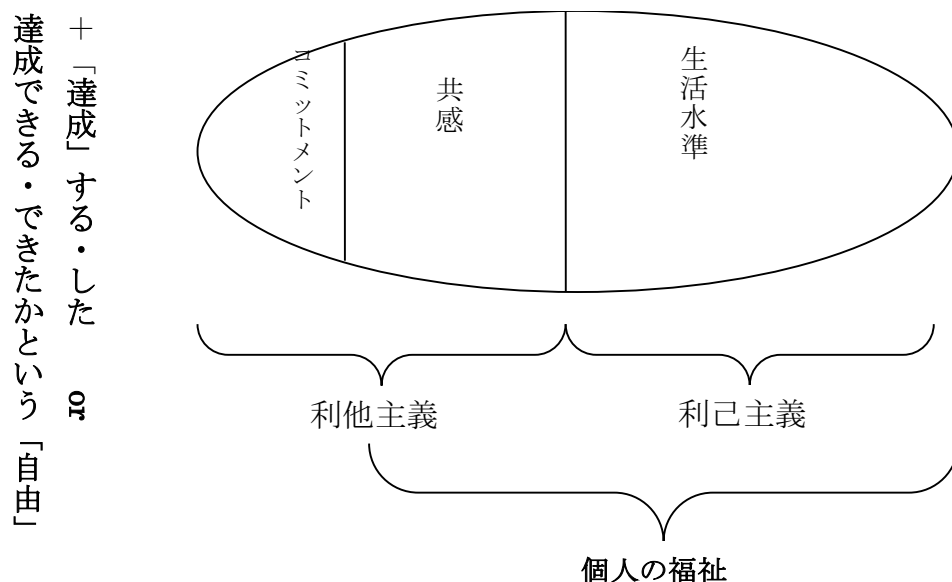 生活水準
共感
コミットメント
利己主義
利他主義
個人の福祉
＋「達成」する・した　or
達成できる・できたかという「自由」